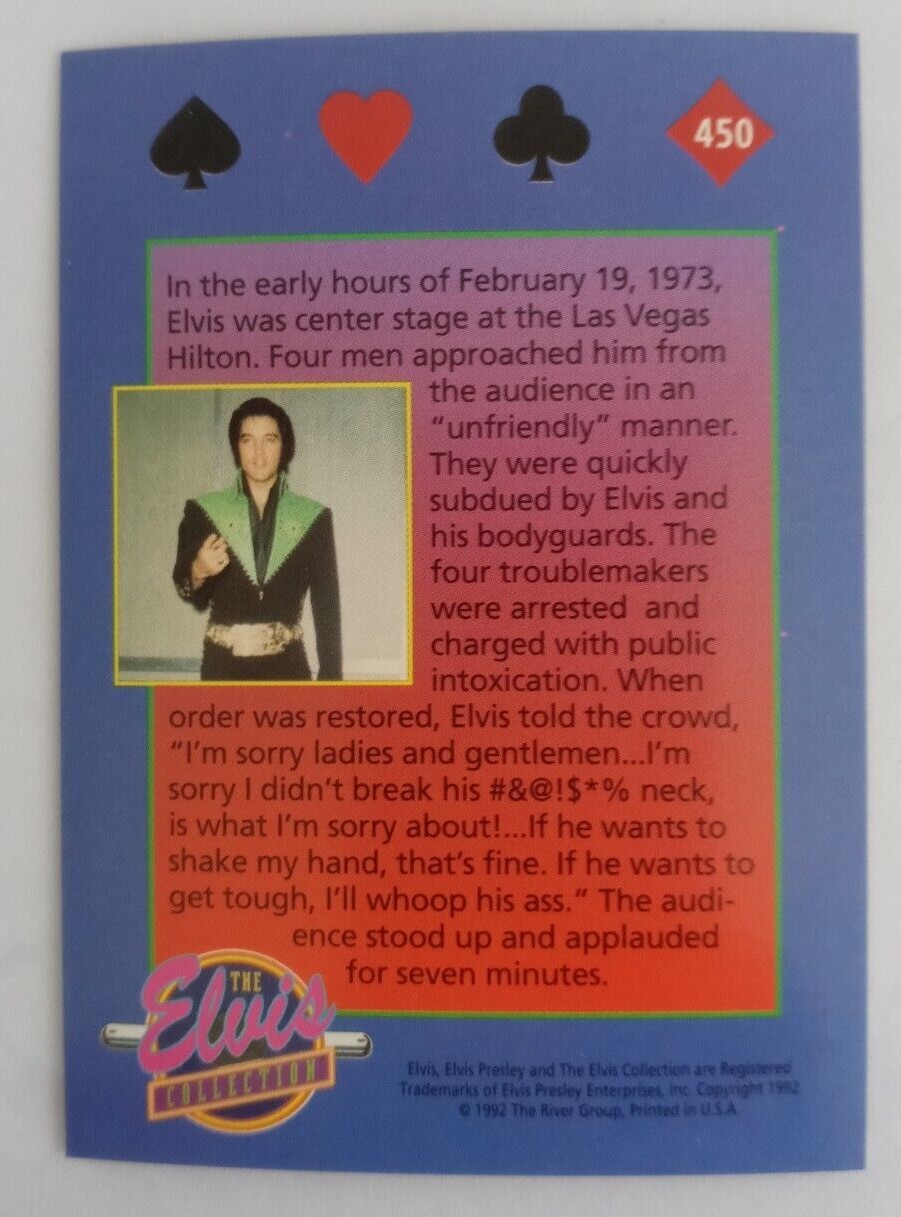 450
In the early hours of February 19, 1973,
Elvis was center stage at the Las Vegas
Hilton. Four men approached him from
the audience in an
“unfriendly” manner.
They were quickly
subdued by Elvis and
his bodyguards. The
four troublemakers
were arrested  and
charged with public
intoxication. When
order was restored, Elvis told the crowd,
“I’m sorry ladies and gentlemen...I’m
sorry I didn’t break his #&@!$*% neck,
is what I’m sorry about!...If he wants to
shake my hand, that’s fine. If he wants to
get tough, I’ll whoop his ass.” The audi-
ence stood up and applauded
for seven minutes.
THE
Elvis
COLLECTION
Elvis, Elvis Presley and The Elvis Collection are Registered
Trademarks of Elvis Presley Enterprises, Inc. Copyright 1992
© 1992 The River Group, Printed in U.S.A.